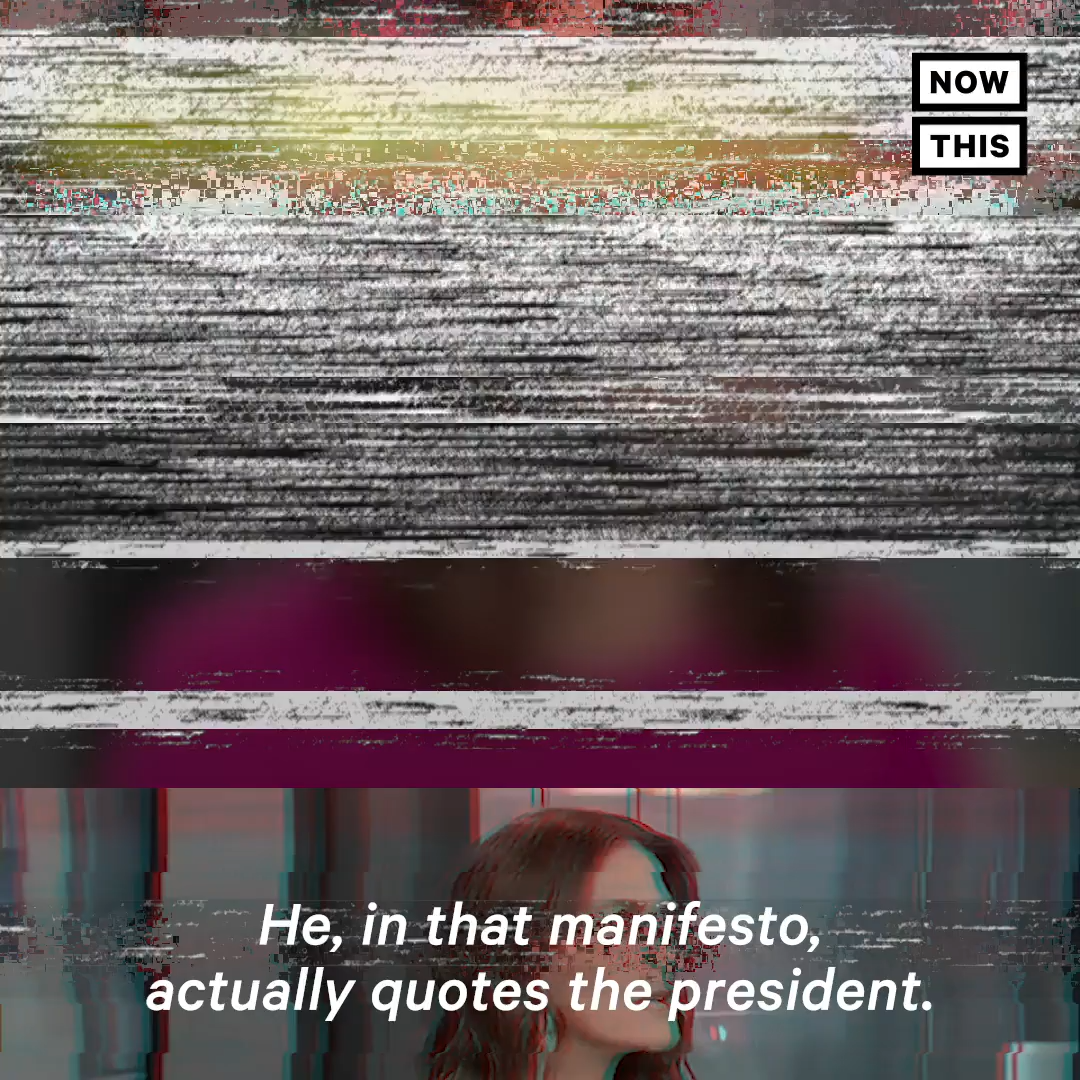 NOW
THIS
He, in that manifesto,
actually quotes the president.